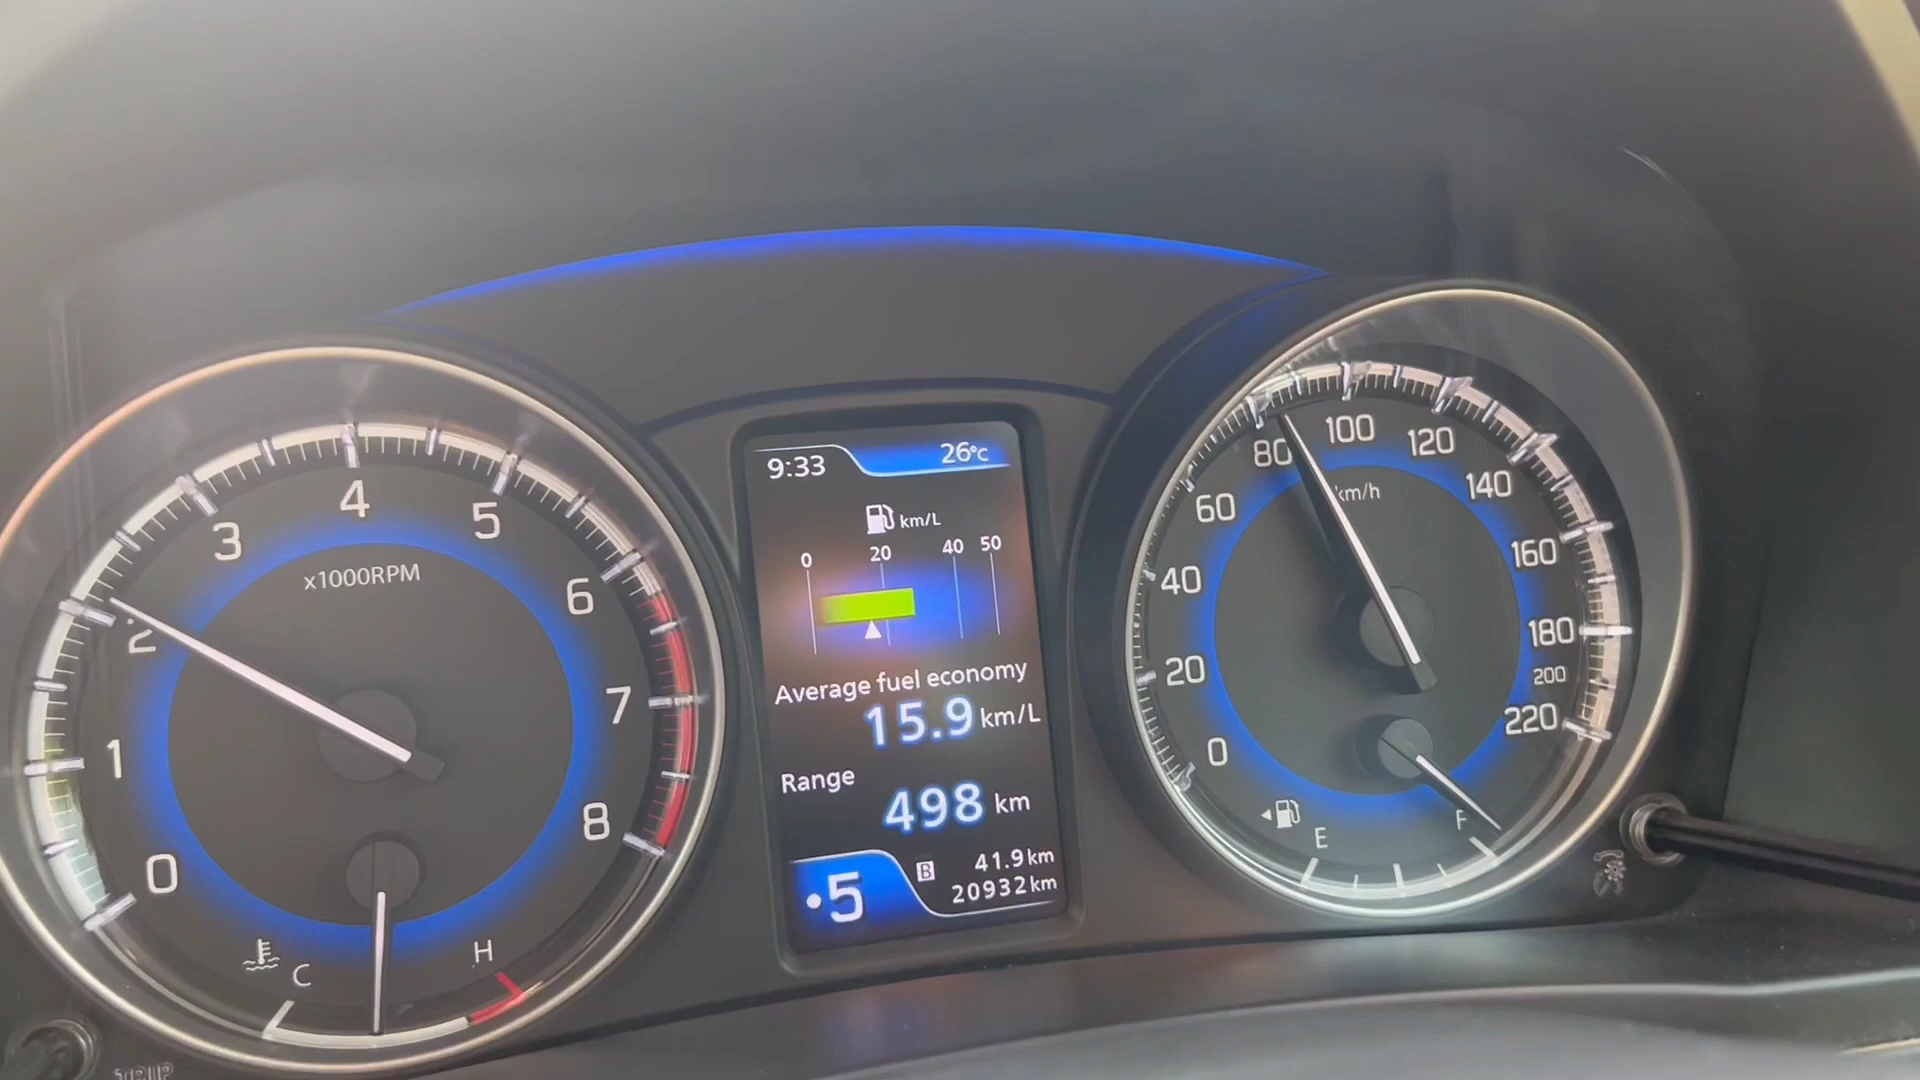 9:33
26°C
km/L
0 20 40 50
Average fuel economy
15.9 km/L
Range
498 km
•5
B 41.9 km
20932 km
0 1 2 3 4 5 6 7 8
x1000RPM
C H
0 20 40 60 80 100 120 140 160 180 200 220
km/h
E F